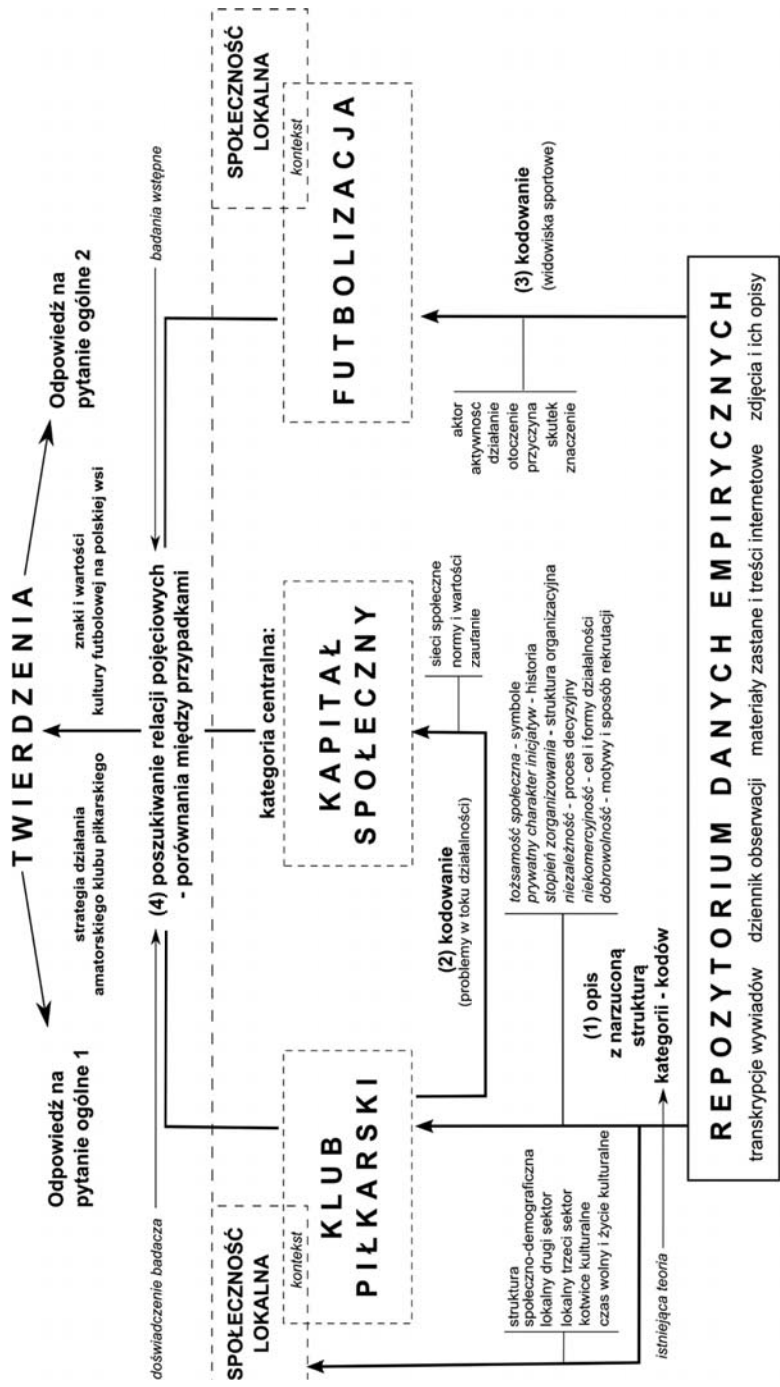 TWIERDZENIA
Odpowiedź na
pytanie ogólne 1
strategia działania
amatorskiego klubu piłkarskiego
znaki i wartości
kultury futbolowej na polskiej wsi
Odpowiedź na
pytanie ogólne 2
doświadczenie badacza
(4) poszukiwanie relacji pojęciowych
- porównania między przypadkami
badania wstępne
SPOŁECZNOŚĆ
LOKALNA
kontekst
KLUB
PIŁKARSKI
kategoria centralna:
KAPITAŁ
SPOŁECZNY
SPOŁECZNOŚĆ
LOKALNA
kontekst
FUTBOLIZACJA
(2) kodowanie
(problemy w toku działalności)
sieci społeczne
normy i wartości
zaufanie
struktura
społeczno-demograficzna
lokalny drugi sektor
lokalny trzeci sektor
kotwice kulturalne
czas wolny i życie kulturalne
tożsamość społeczna - symbole
prywatny charakter inicjatyw - historia
stopień zorganizowania - struktura organizacyjna
niezależność - proces decyzyjny
niekomercyjność - cel i formy działalności
dobrowolność - motywy i sposób rekrutacji
aktor
aktywność
działanie
otoczenie
przyczyna
skutek
znaczenie
(3) kodowanie
(widowiska sportowe)
istniejąca teoria
(1) opis
z narzuconą
strukturą
kategorii - kodów
REPOZYTORIUM DANYCH EMPIRYCZNYCH
transkrypcje wywiadów dziennik obserwacji materiały zastane i treści internetowe zdjęcia i ich opisy